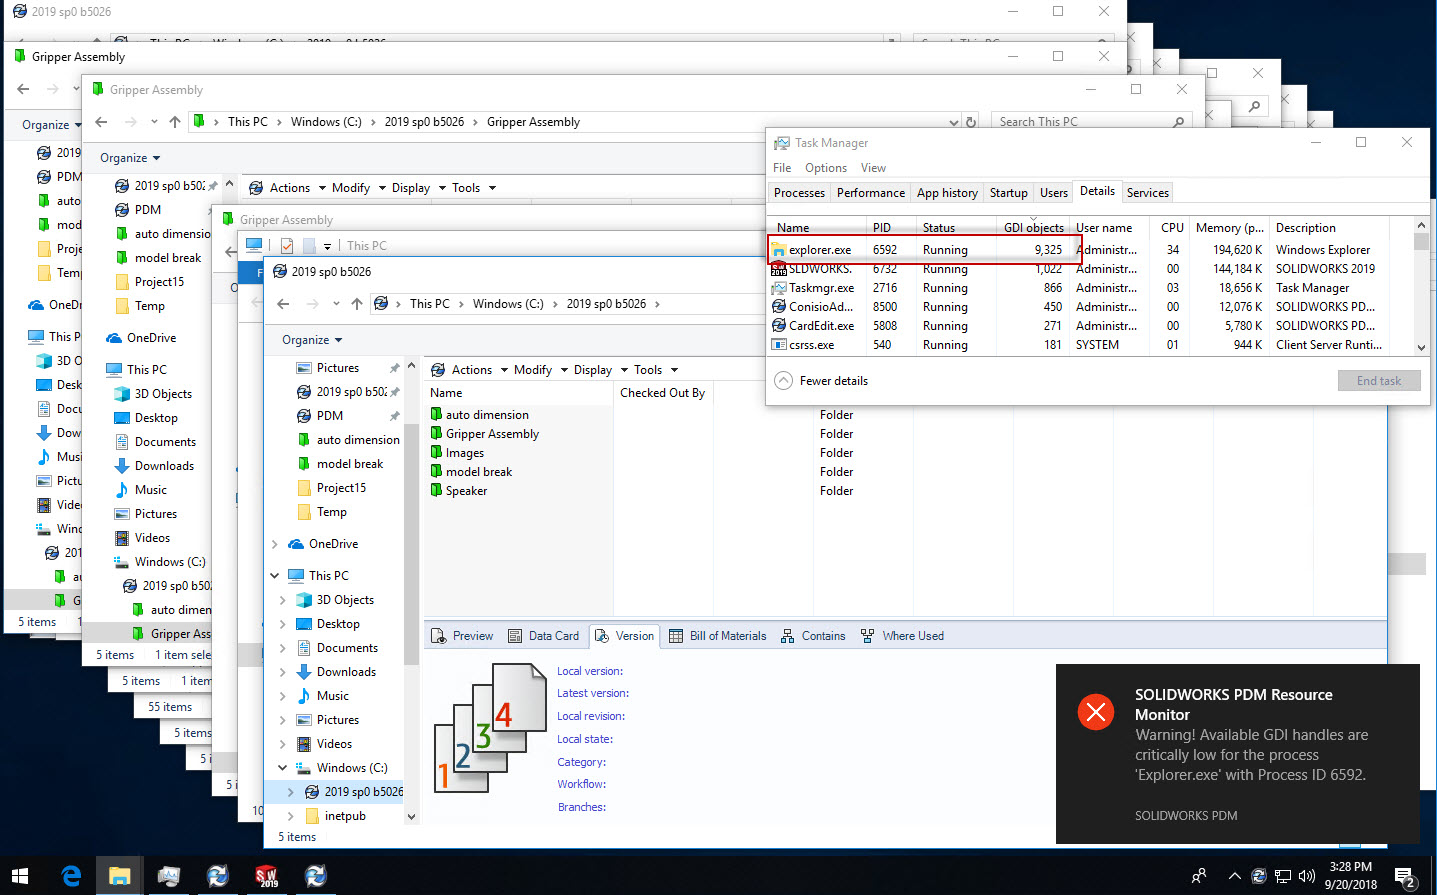 2019 sp0 b5026
This PC Windows (C:) 2019 sp0 b5026
Gripper Assembly
Organize
2019
PDM
auto
mod
Proje
Temp
OneDri
This P
3D O
Desk
Docu
Dow
Musi
Pictu
Video
Wind
201
au
G
5 items 1
Gripper Assembly
This PC Windows (C:) 2019 sp0 b5026 Gripper Assembly
Search This PC
Organize
2019 sp0 b502
PDM
auto dimension
model break
Project15
Temp
OneDrive
This PC
3D Objects
Desktop
Documents
Downloads
Music
Pictures
Videos
Windows (C:)
2019 sp0 b502
auto dimen
Gripper Ass
5 items 1 item sele
Actions Modify Display Tools
5 items 1 item
55 items
5 items
5 i
5 i
10
Gripper Assembly
This PC
F
2019 sp0 b5026
This PC Windows (C:) 2019 sp0 b5026
Organize
Pictures
2019 sp0 b502
PDM
auto dimension
model break
Project15
Temp
OneDrive
This PC
3D Objects
Desktop
Documents
Downloads
Music
Pictures
Videos
Windows (C:)
2019 sp0 b5026
inetpub
5 items
Actions Modify Display Tools
Name Checked Out By
auto dimension Folder
Gripper Assembly Folder
Images Folder
model break Folder
Speaker Folder
Preview Data Card Version Bill of Materials Contains Where Used
1 2 3 4
Local version:
Latest version:
Local revision:
Local state:
Category:
Workflow:
Branches:
Task Manager
File Options View
Processes Performance App history Startup Users Details Services
Name PID Status GDI objects User name CPU Memory (p... Description
explorer.exe 6592 Running 9,325 Administr... 34 194,620 K Windows Explorer
SLDWORKS. 6732 Running 1,022 Administr... 00 144,184 K SOLIDWORKS 2019
Taskmgr.exe 2716 Running 866 Administr... 03 18,656 K Task Manager
ConisioAd... 8500 Running 450 Administr... 00 12,076 K SOLIDWORKS PD...
CardEdit.exe 5808 Running 271 Administr... 00 5,780 K SOLIDWORKS PD...
csrss.exe 540 Running 181 SYSTEM 01 944 K Client Server Runti...
Fewer details End task
SOLIDWORKS PDM Resource
Monitor
Warning! Available GDI handles are
critically low for the process
'Explorer.exe' with Process ID 6592.
SOLIDWORKS PDM
SW
2019
3:28 PM
9/20/2018
2